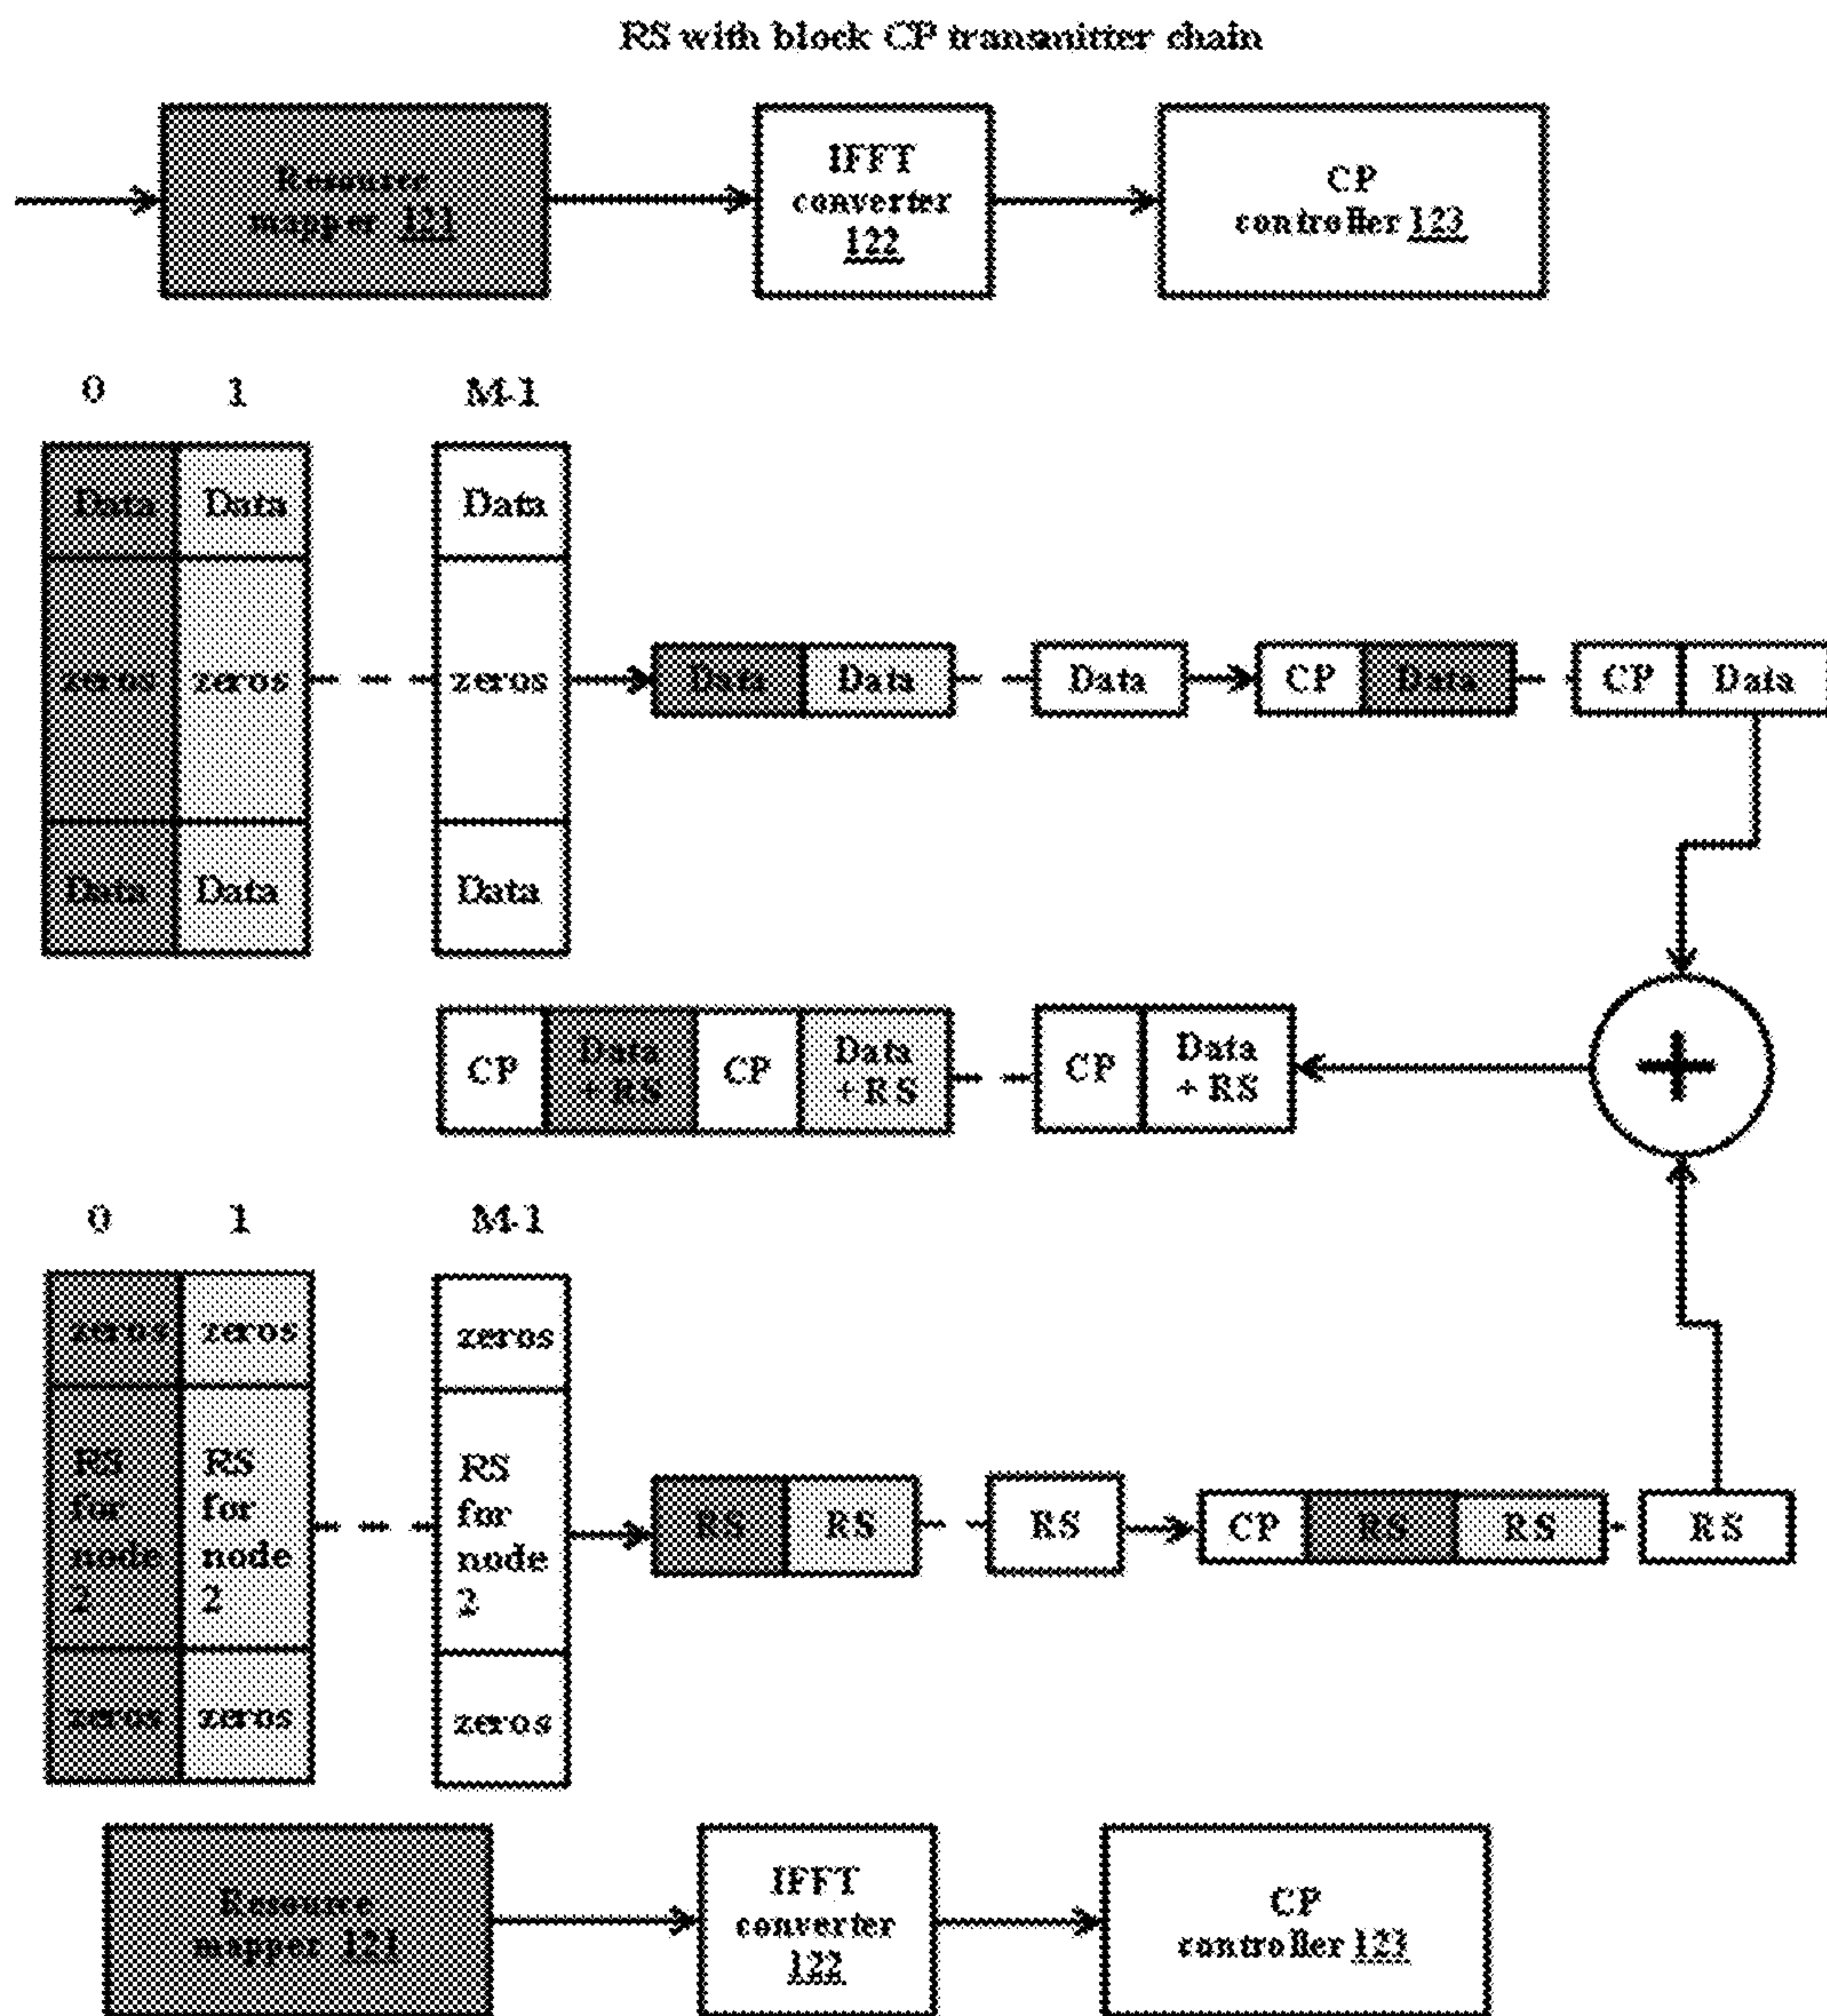 RS with block CP transmitter chain
Resource
mapper 121
IFFT
converter
122
CP
controller 123
0 1 M-1
Data Data Data
zeros zeros zeros
Data Data Data CP Data CP Data
Data Data Data
CP Data
+ RS CP Data
+ RS CP Data
+ RS
+
0 1 M-1
zeros zeros zeros
RS
for
node
2
RS
for
node
2
RS
for
node
2
RS RS RS CP RS RS RS
zeros zeros zeros
Resource
mapper 121
IFFT
converter
122
CP
controller 123